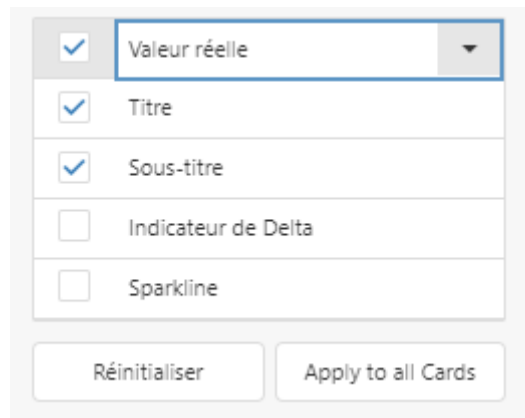 Valeur réelle
Titre
Sous-titre
Indicateur de Delta
Sparkline
Réinitialiser
Apply to all Cards